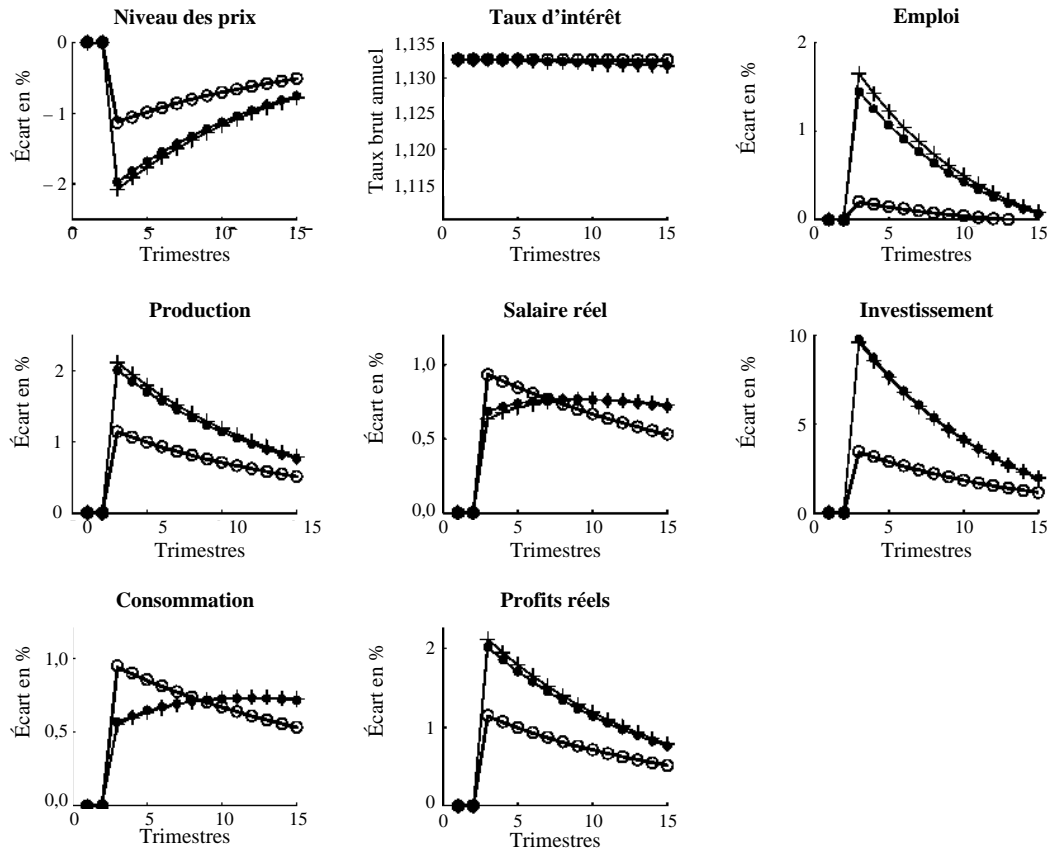 Niveau des prix
Écart en %
0
– 1
– 2
0 5 10 15
Trimestres
Taux d’intérêt
Taux brut annuel
1,135
1,130
1,125
1,120
1,115
0 5 10 15
Trimestres
Emploi
Écart en %
2
1
0
0 5 10 15
Trimestres
Production
Écart en %
2
1
0
0 5 10 15
Trimestres
Salaire réel
Écart en %
1,0
0,5
0,0
0 5 10 15
Trimestres
Investissement
Écart en %
10
5
0
0 5 10 15
Trimestres
Consommation
Écart en %
1,0
0,5
0,0
0 5 10 15
Trimestres
Profits réels
Écart en %
2
1
0
0 5 10 15
Trimestres